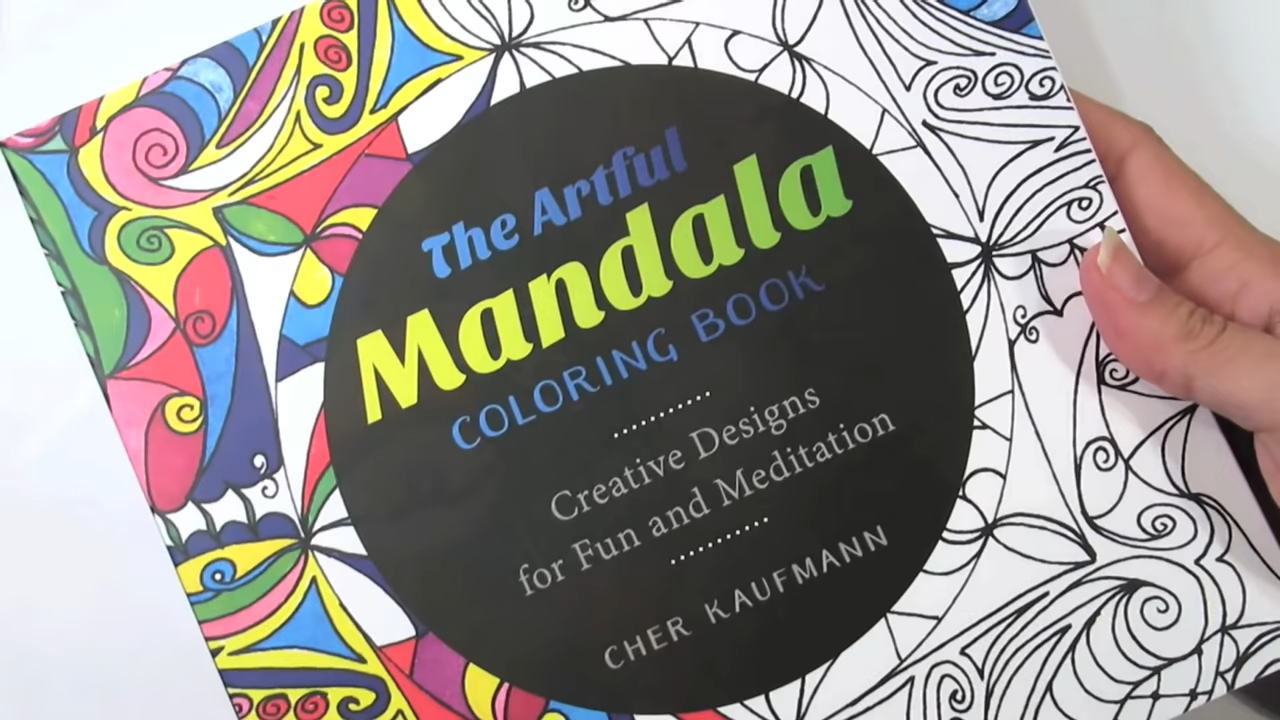 The Artful
Mandala
COLORING BOOK
Creative Designs
for Fun and Meditation
CHER KAUFMANN